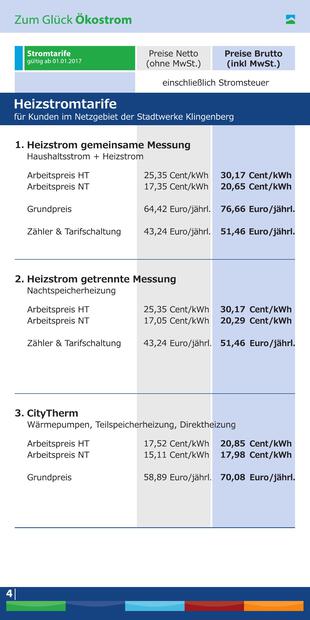 Zum Glück Ökostrom
Stromtarife
gültig ab 01.01.2017
Preise Netto
(ohne MwSt.)
Preise Brutto
(inkl MwSt.)
einschließlich Stromsteuer
Heizstromtarife
für Kunden im Netzgebiet der Stadtwerke Klingenberg
1. Heizstrom gemeinsame Messung
Haushaltsstrom + Heizstrom
Arbeitspreis HT 25,35 Cent/kWh 30,17 Cent/kWh
Arbeitspreis NT 17,35 Cent/kWh 20,65 Cent/kWh
Grundpreis 64,42 Euro/jährl. 76,66 Euro/jährl.
Zähler & Tarifschaltung 43,24 Euro/jährl. 51,46 Euro/jährl.
2. Heizstrom getrennte Messung
Nachtspeicherheizung
Arbeitspreis HT 25,35 Cent/kWh 30,17 Cent/kWh
Arbeitspreis NT 17,05 Cent/kWh 20,29 Cent/kWh
Zähler & Tarifschaltung 43,24 Euro/jährl. 51,46 Euro/jährl.
3. CityTherm
Wärmepumpen, Teilspeicherheizung, Direktheizung
Arbeitspreis HT 17,52 Cent/kWh 20,85 Cent/kWh
Arbeitspreis NT 15,11 Cent/kWh 17,98 Cent/kWh
Grundpreis 58,89 Euro/jährl. 70,08 Euro/jährl.
4